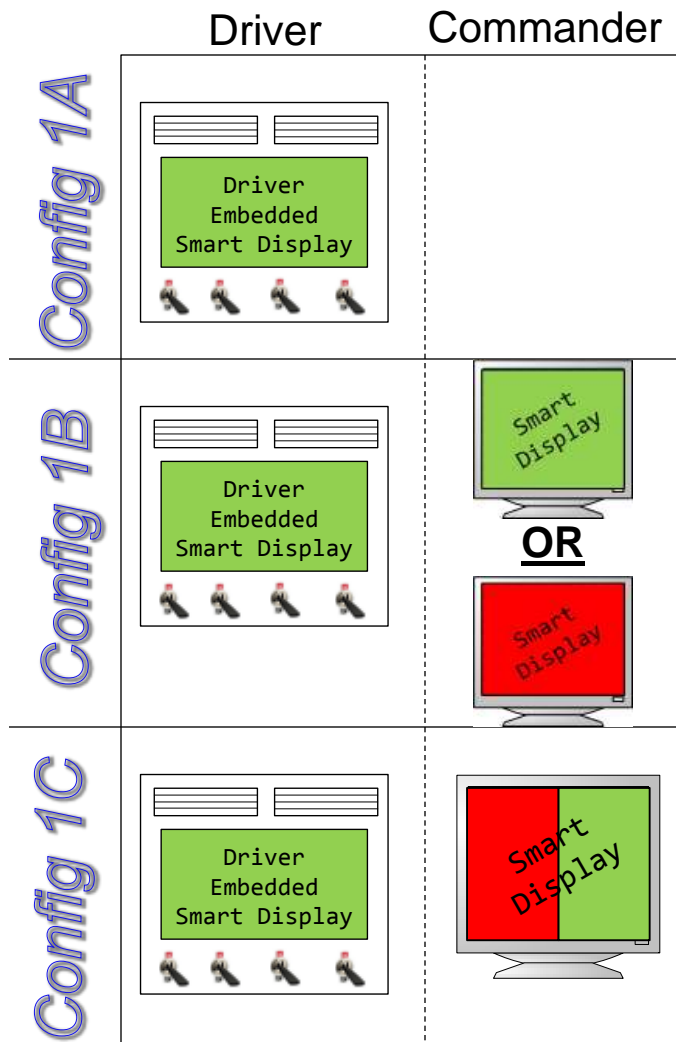 Driver
Commander
Config 1A
Driver
Embedded
Smart Display
Config 1B
Driver
Embedded
Smart Display
Smart
Display
OR
Smart
Display
Config 1C
Driver
Embedded
Smart Display
Smart
Display